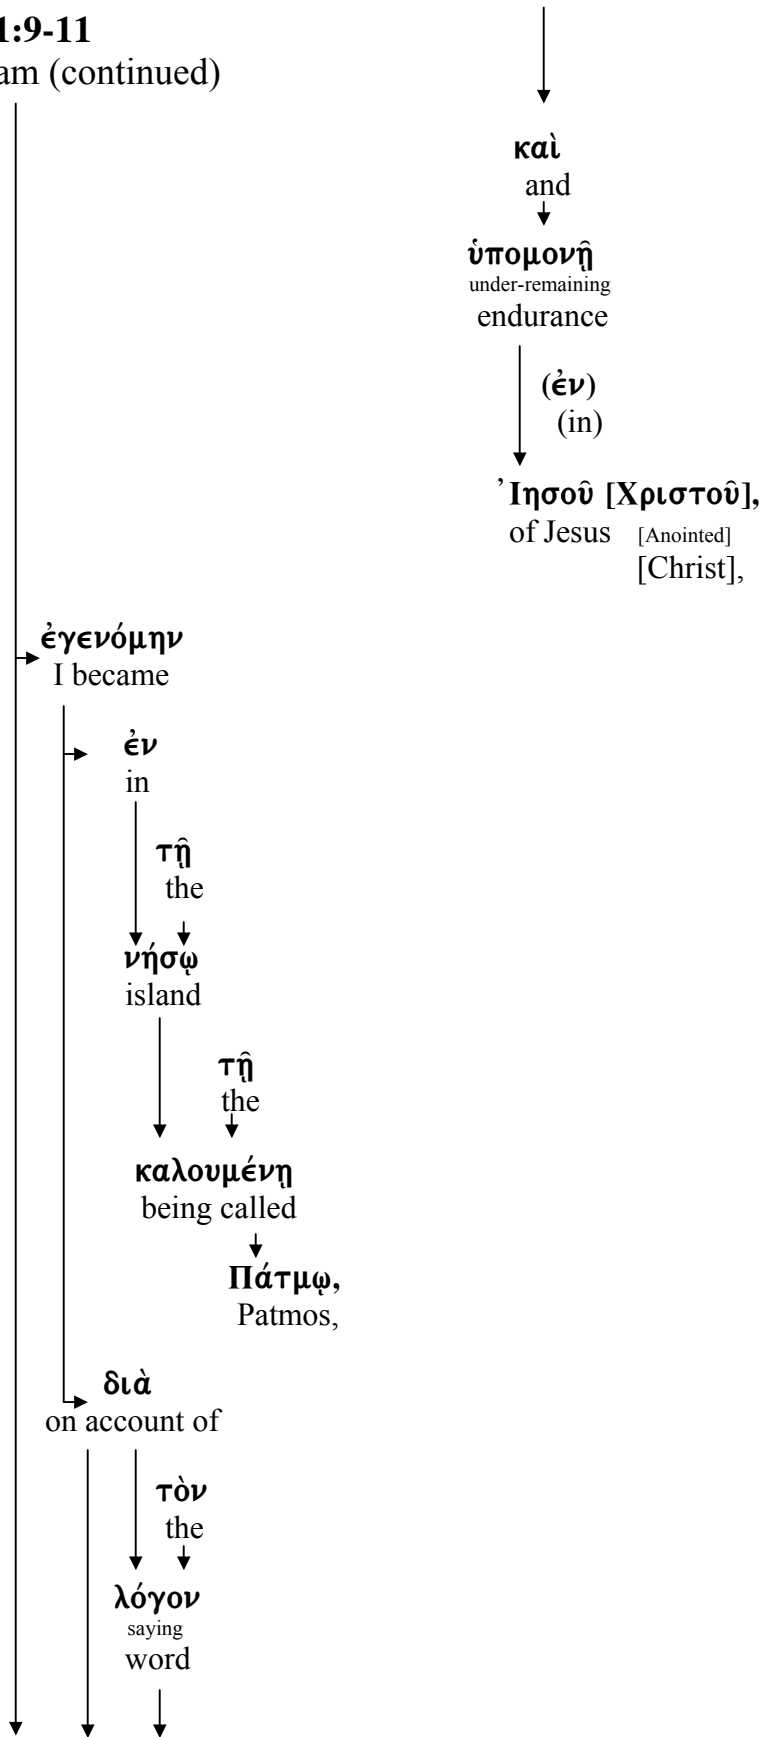 1:9-11
am (continued)
καὶ
and
ὑπομονῇ
under-remaining
endurance
(ἐν)
(in)
Ἰησοῦ [Χριστοῦ],
of Jesus [Anointed]
[Christ],
ἐγενόμην
I became
ἐν
in
τῇ
the
νήσῳ
island
τῇ
the
καλουμένῃ
being called
Πάτμῳ,
Patmos,
διὰ
on account of
τὸν
the
λόγον
saying
word